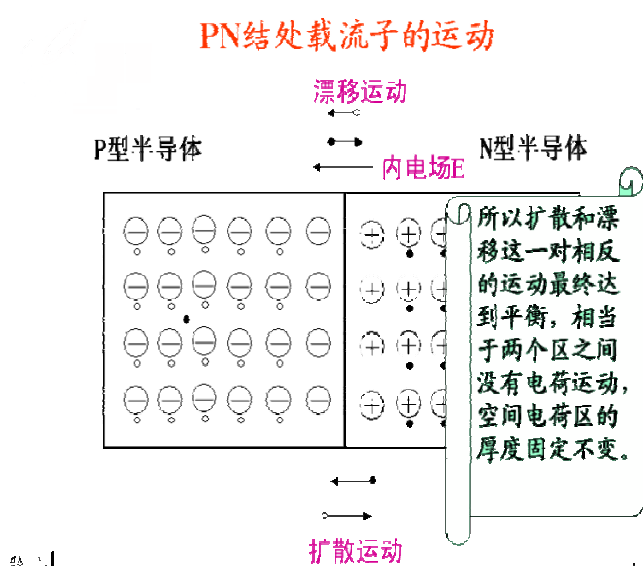 PN结处载流子的运动
漂移运动
P型半导体
N型半导体
内电场E
所以扩散和漂
移这一对相反
的运动最终达
到平衡，相当
于两个区之间
没有电荷运动，
空间电荷区的
厚度固定不变。
扩散运动